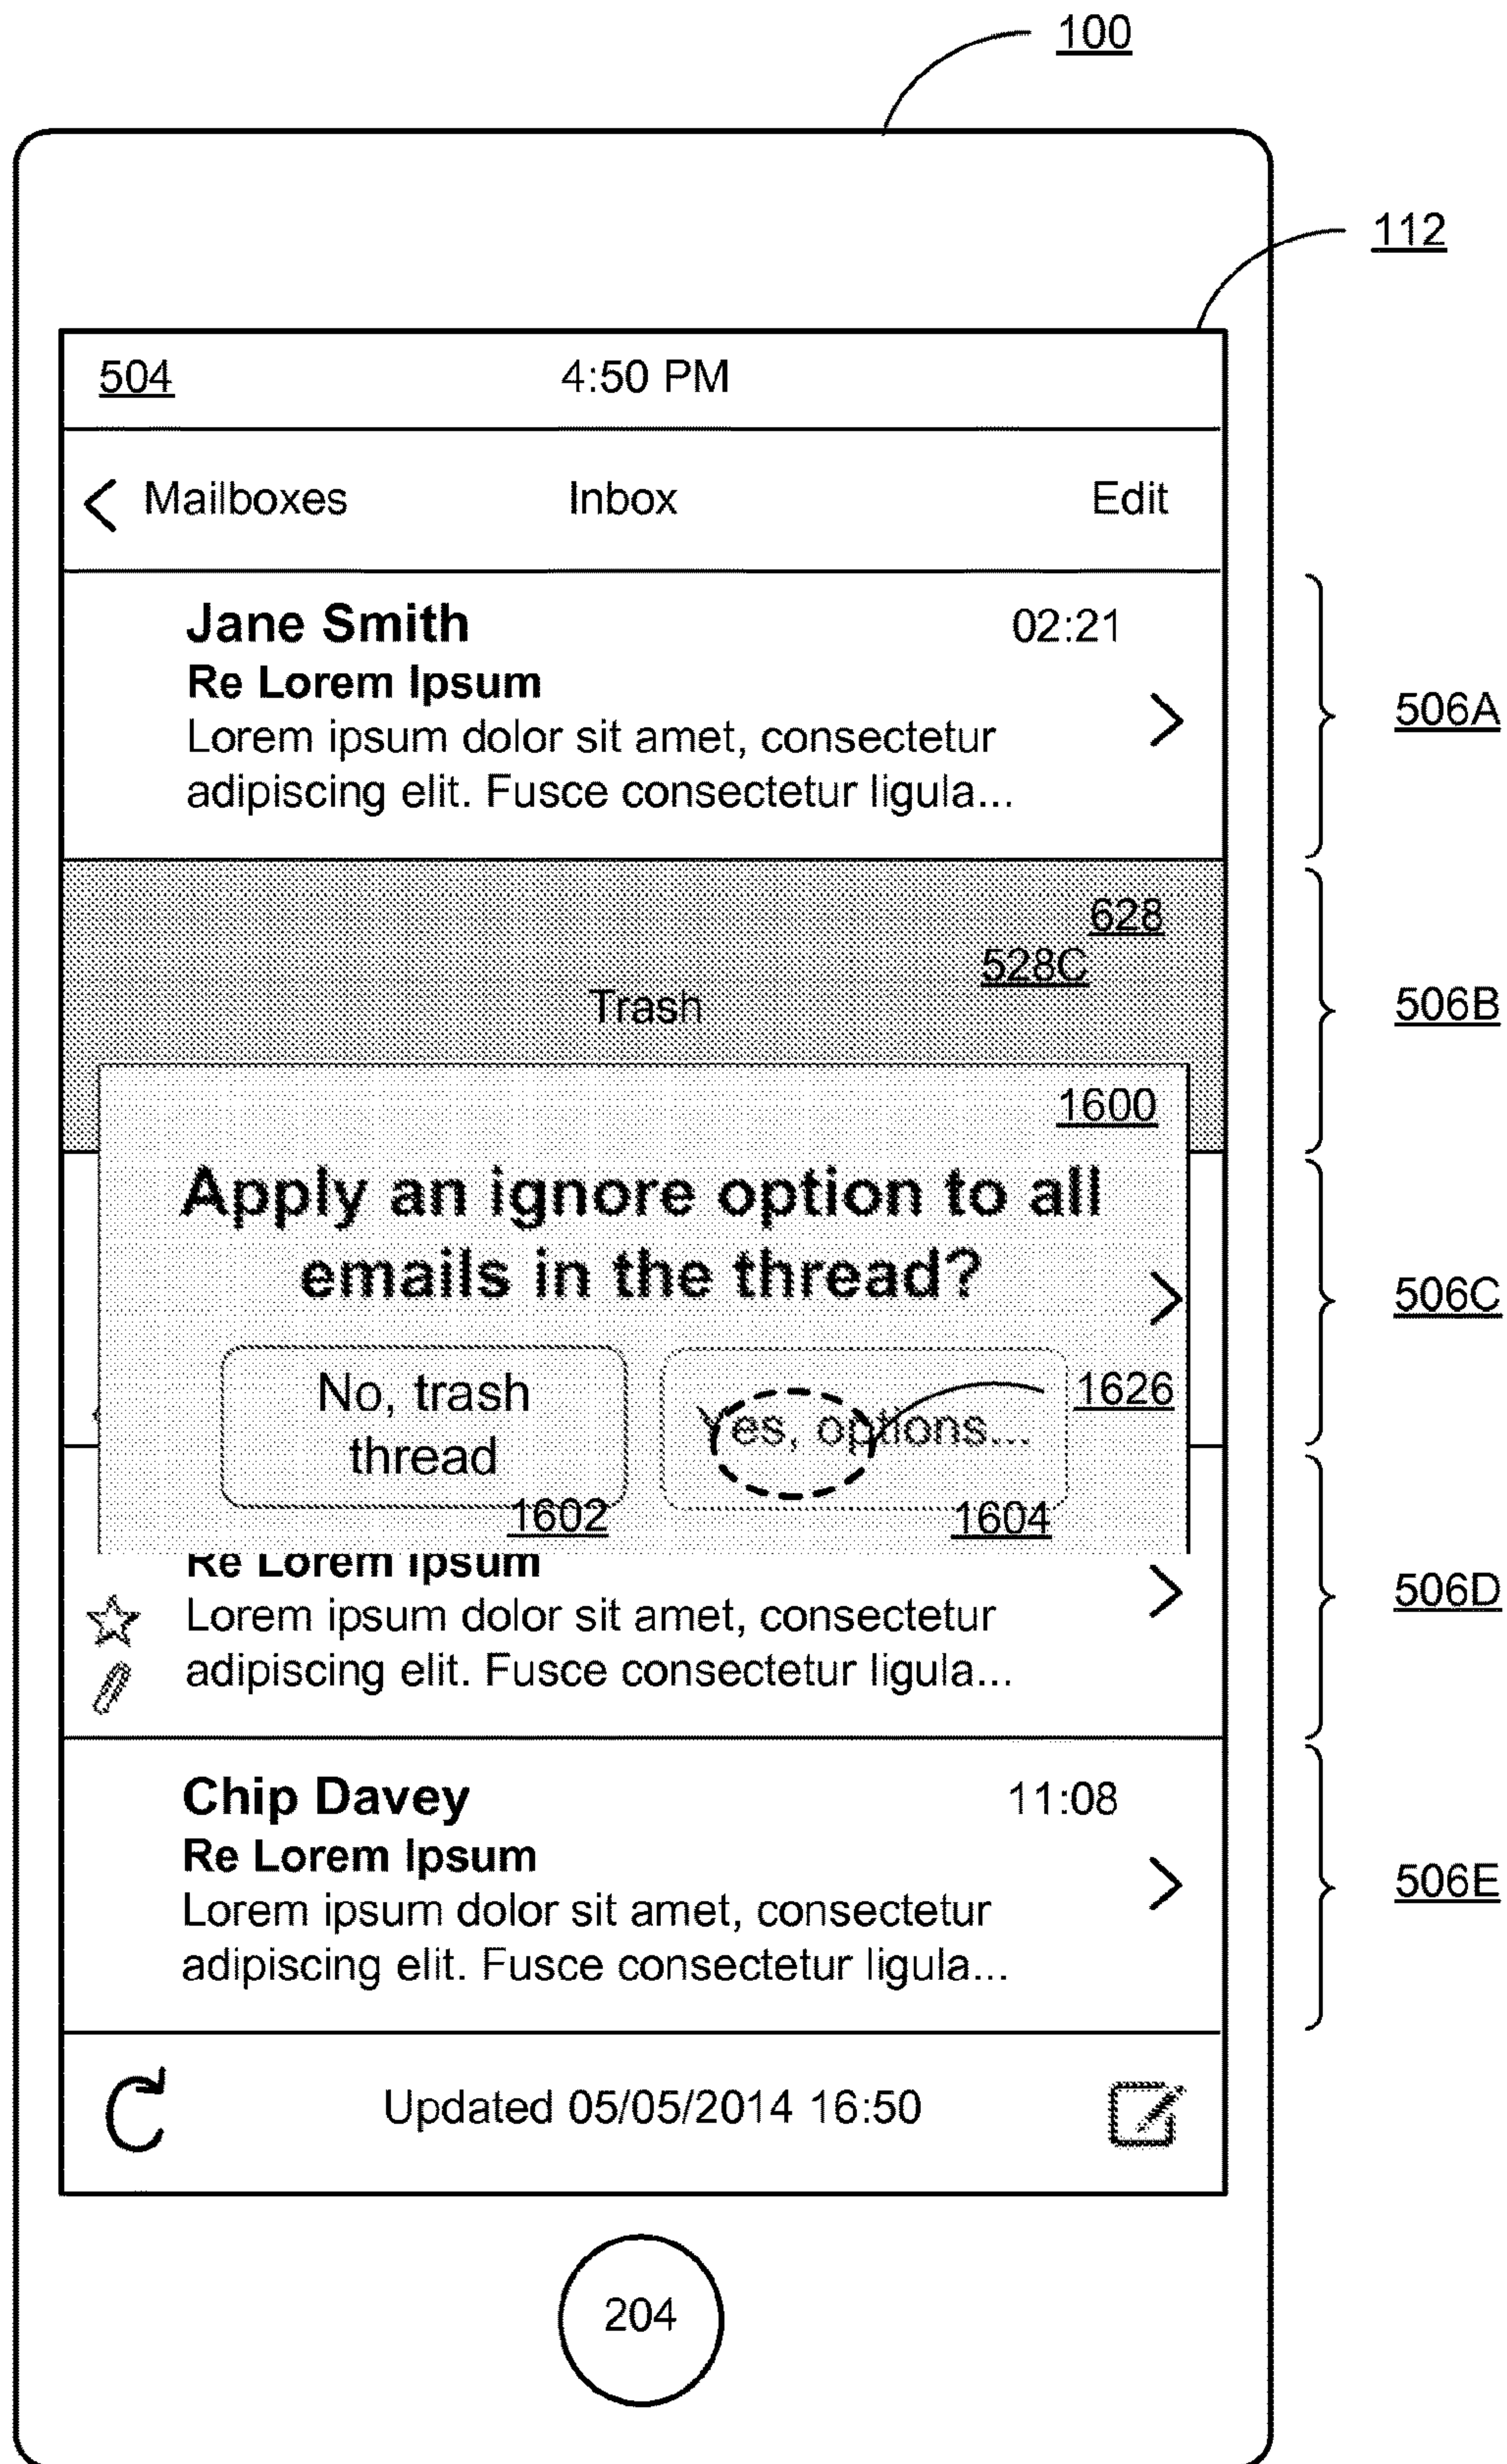 100
112
504 4:50 PM
Mailboxes Inbox Edit
Jane Smith 02:21
Re Lorem Ipsum
506A
Lorem ipsum dolor sit amet, consectetur
adipiscing elit. Fusce consectetur ligula...
628
528C
Trash
506B
1600
Apply an ignore option to all
emails in the thread?
506C
No, trash
thread
Yes, options...
1626
1602
1604
Re Lorem Ipsum
506D
Lorem ipsum dolor sit amet, consectetur
adipiscing elit. Fusce consectetur ligula...
Chip Davey 11:08
Re Lorem Ipsum
506E
Lorem ipsum dolor sit amet, consectetur
adipiscing elit. Fusce consectetur ligula...
Updated 05/05/2014 16:50
204